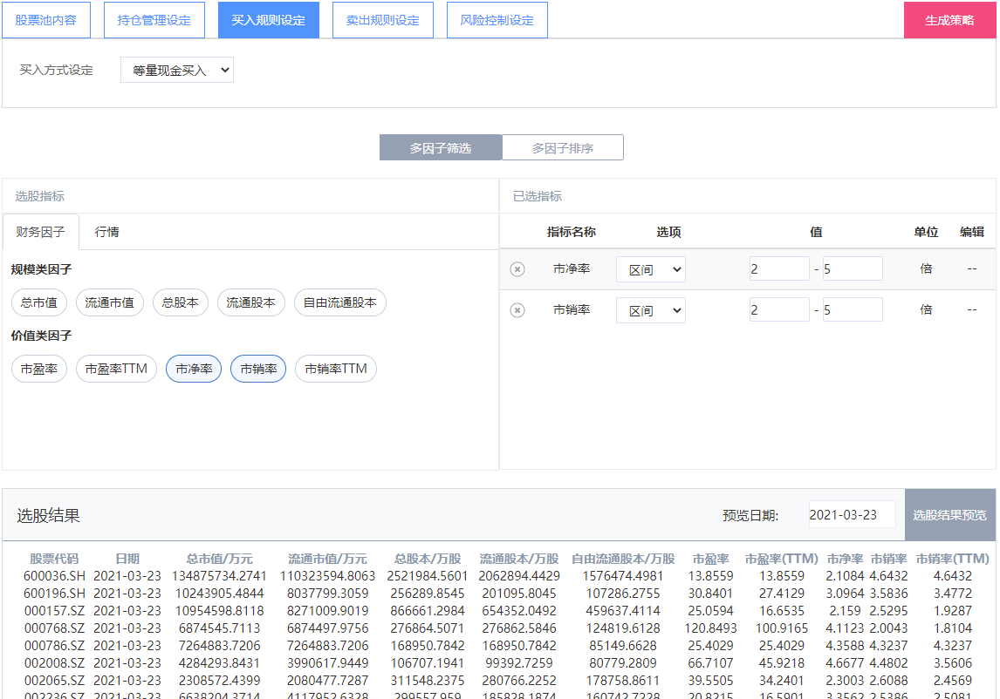 股票池内容 持仓管理设定 买入规则设定 卖出规则设定 风险控制设定 生成策略
买入方式设定 等量现金买入
多因子筛选 多因子排序
选股指标 已选指标
财务因子 行情
指标名称 选项 值 单位 编辑
规模类因子
市净率 区间 2 - 5 倍 --
总市值 流通市值 总股本 流通股本 自由流通股本
市销率 区间 2 - 5 倍 --
价值类因子
市盈率 市盈率TTM 市净率 市销率 市销率TTM
选股结果 预览日期: 2021-03-23 选股结果预览
股票代码 日期 总市值/万元 流通市值/万元 总股本/万股 流通股本/万股 自由流通股本/万股 市盈率 市盈率(TTM) 市净率 市销率 市销率(TTM)
600036.SH 2021-03-23 134875734.2741 110323594.8063 2521984.5601 2062894.4429 1576474.4981 13.8559 13.8559 2.1084 4.6432 4.6432
600196.SH 2021-03-23 10243905.4844 8037799.3059 256289.8545 201095.8045 107286.2755 30.8401 27.4129 3.0964 3.5836 3.4772
000157.SZ 2021-03-23 10954598.8118 8271009.9019 866661.2984 654352.0492 459637.4114 25.0594 16.6535 2.159 2.5295 1.9287
000768.SZ 2021-03-23 6874545.7113 6874497.9756 276864.5071 276862.5846 124819.6128 120.8493 100.9165 4.1123 2.0043 1.8104
000786.SZ 2021-03-23 7264883.7206 7264883.7206 168950.7842 168950.7842 85149.6628 25.4029 25.4029 4.3588 4.3237 4.3237
002008.SZ 2021-03-23 4284293.8431 3990617.9449 106707.1941 99392.7259 80779.2809 66.7107 45.9218 4.6677 4.4802 3.5606
002065.SZ 2021-03-23 2308572.4399 2080477.7287 311548.2375 280766.2252 178758.8611 39.5505 34.2401 2.3003 2.6088 2.4569
002236.SZ 2021-03-23 6638204.3714 4117952.6328 299557.959 185828.1874 160742.7228 20.8215 16.5901 3.3562 2.5386 2.5081